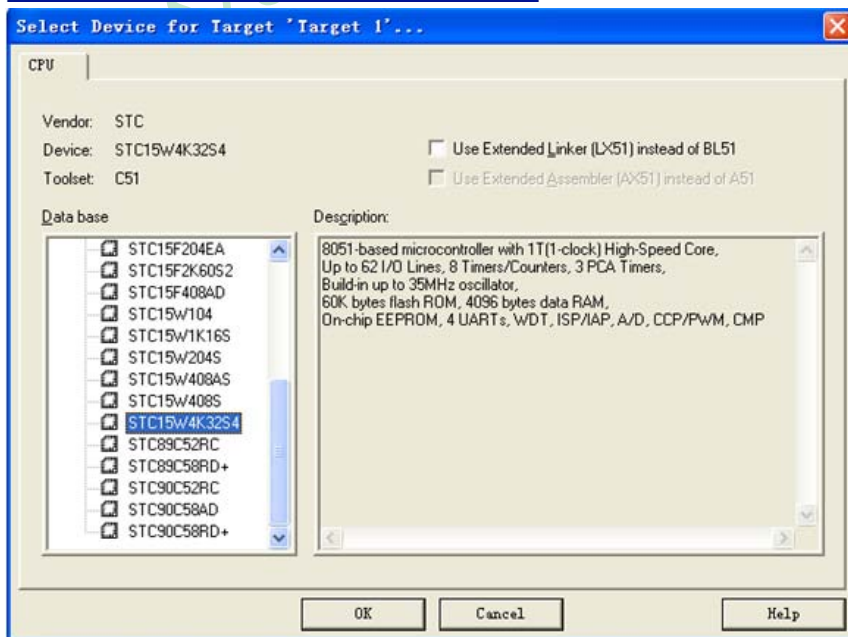 Select Device for Target 'Target 1'...
CPU
Vendor: STC
Device: STC15W4K32S4
Toolset: C51
Use Extended Linker (LX51) instead of BL51
Use Extended Assembler (AX51) instead of A51
Data base
Description:
STC15F204EA
STC15F2K60S2
STC15F408AD
STC15W104
STC15W1K16S
STC15W204S
STC15W408AS
STC15W408S
STC15W4K32S4
STC89C52RC
STC89C58RD+
STC90C52RC
STC90C58AD
STC90C58RD+
8051-based microcontroller with 1T(1-clock) High-Speed Core,
Up to 62 I/O Lines, 8 Timers/Counters, 3 PCA Timers,
Build-in up to 35MHz oscillator,
60K bytes flash ROM, 4096 bytes data RAM,
On-chip EEPROM, 4 UARTs, WDT, ISP/IAP, A/D, CCP/PWM, CMP
OK
Cancel
Help